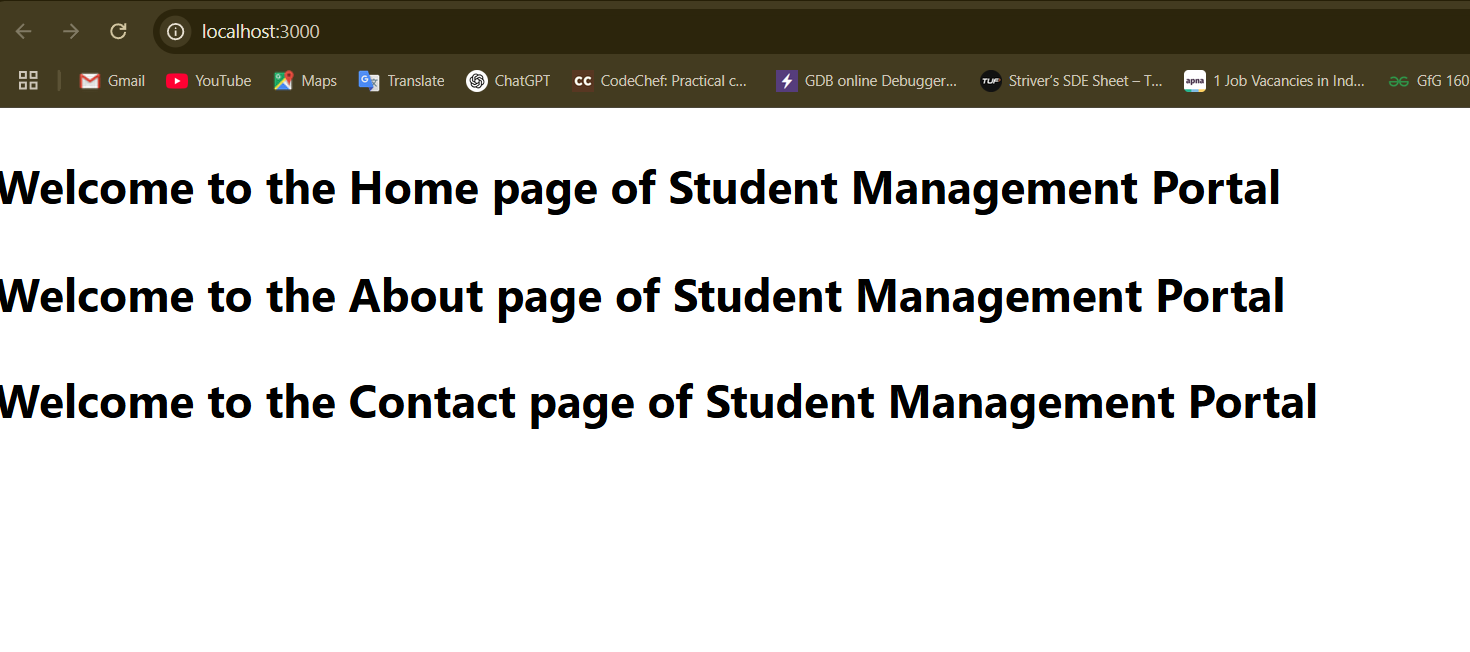 localhost:3000
Gmail YouTube Maps Translate ChatGPT CodeChef: Practical c... GDB online Debugger... Striver's SDE Sheet – T... 1 Job Vacancies in Ind... GfG 160
Welcome to the Home page of Student Management Portal
Welcome to the About page of Student Management Portal
Welcome to the Contact page of Student Management Portal